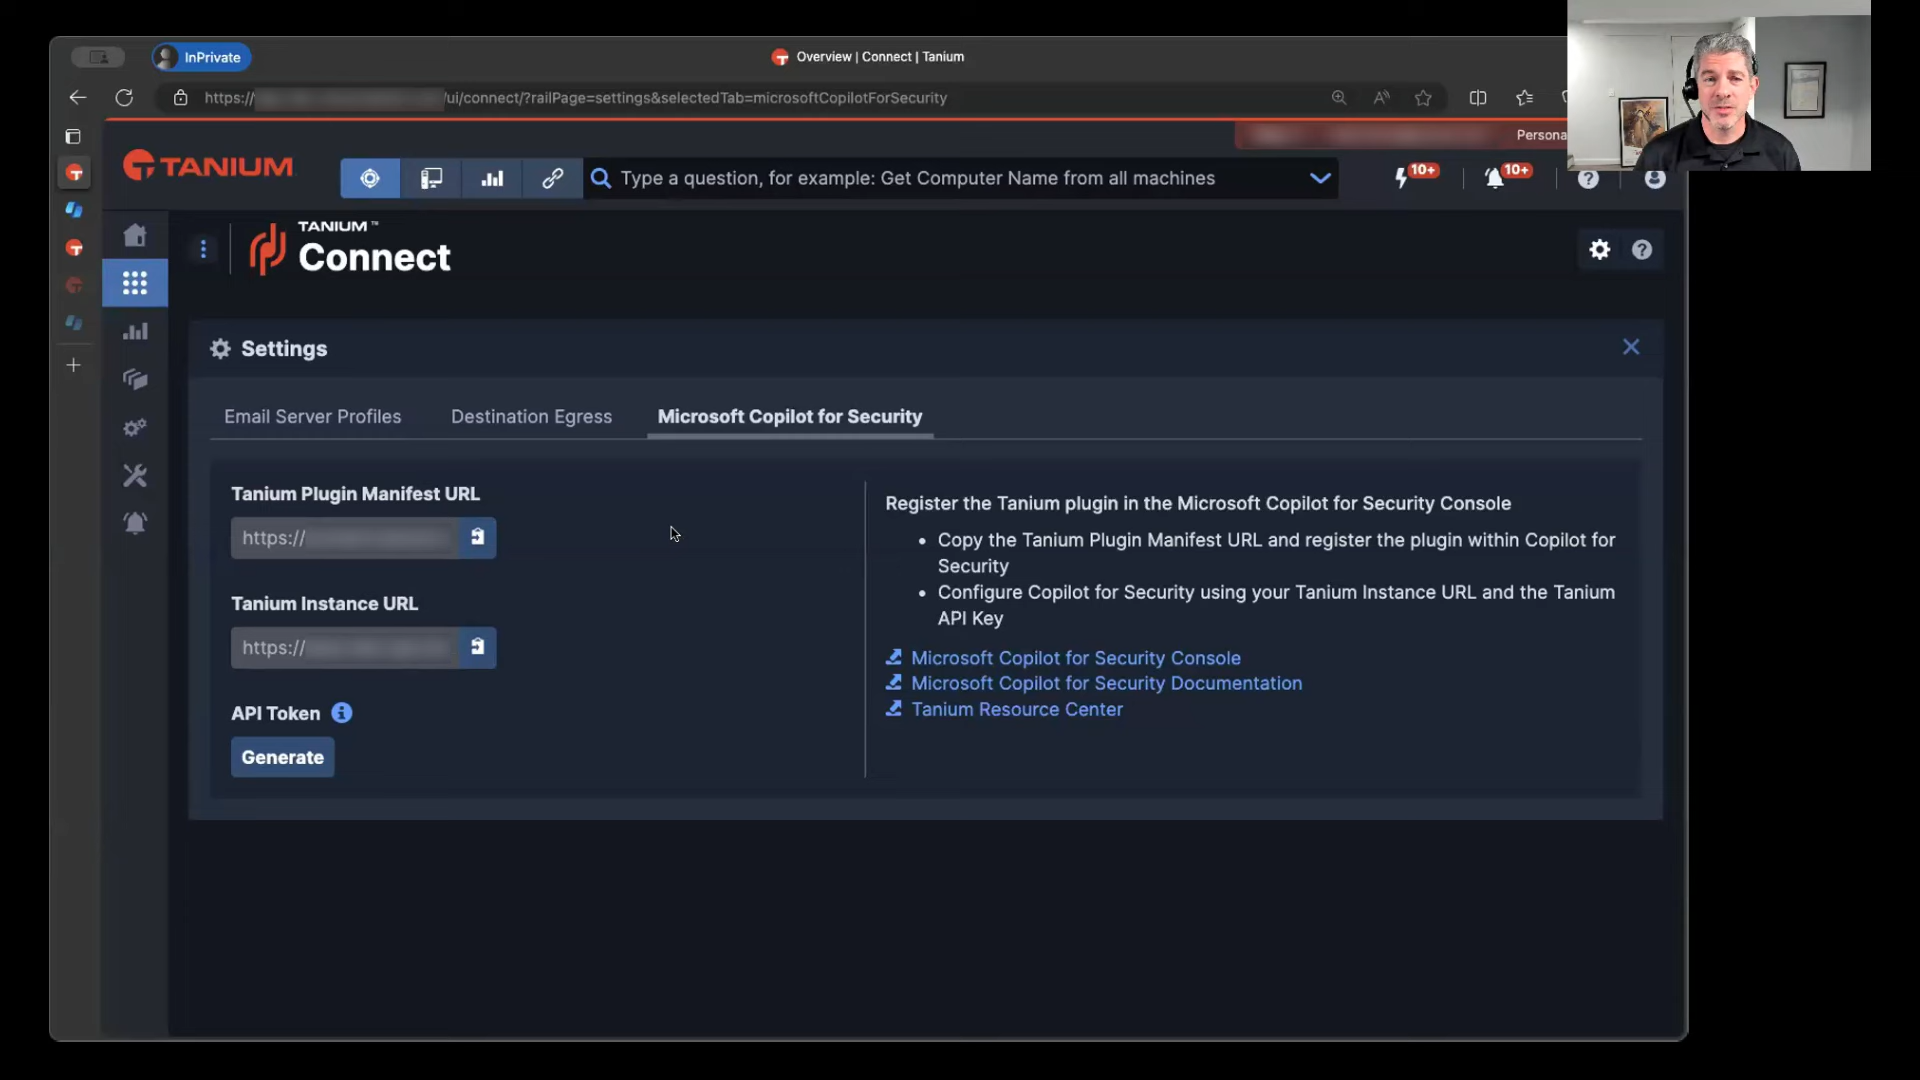 InPrivate
Overview | Connect | Tanium
https://
/ui/connect/?railPage=settings&selectedTab=microsoftCopilotForSecurity
Persona
TANIUM
Type a question, for example: Get Computer Name from all machines
10+
10+
TANIUM™
Connect
Settings
Email Server Profiles
Destination Egress
Microsoft Copilot for Security
Tanium Plugin Manifest URL
https://
Tanium Instance URL
https://
API Token
Generate
Register the Tanium plugin in the Microsoft Copilot for Security Console
• Copy the Tanium Plugin Manifest URL and register the plugin within Copilot for
Security
• Configure Copilot for Security using your Tanium Instance URL and the Tanium
API Key
Microsoft Copilot for Security Console
Microsoft Copilot for Security Documentation
Tanium Resource Center